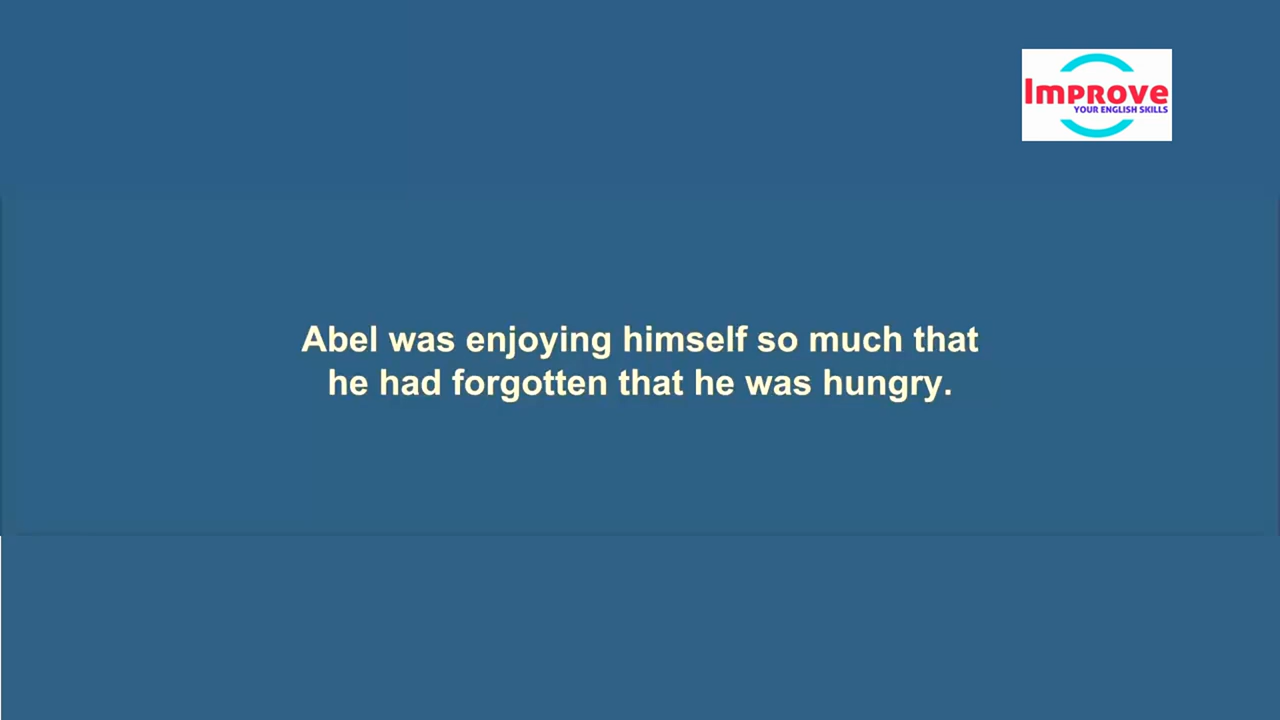 Improve
YOUR ENGLISH SKILLS
Abel was enjoying himself so much that
he had forgotten that he was hungry.